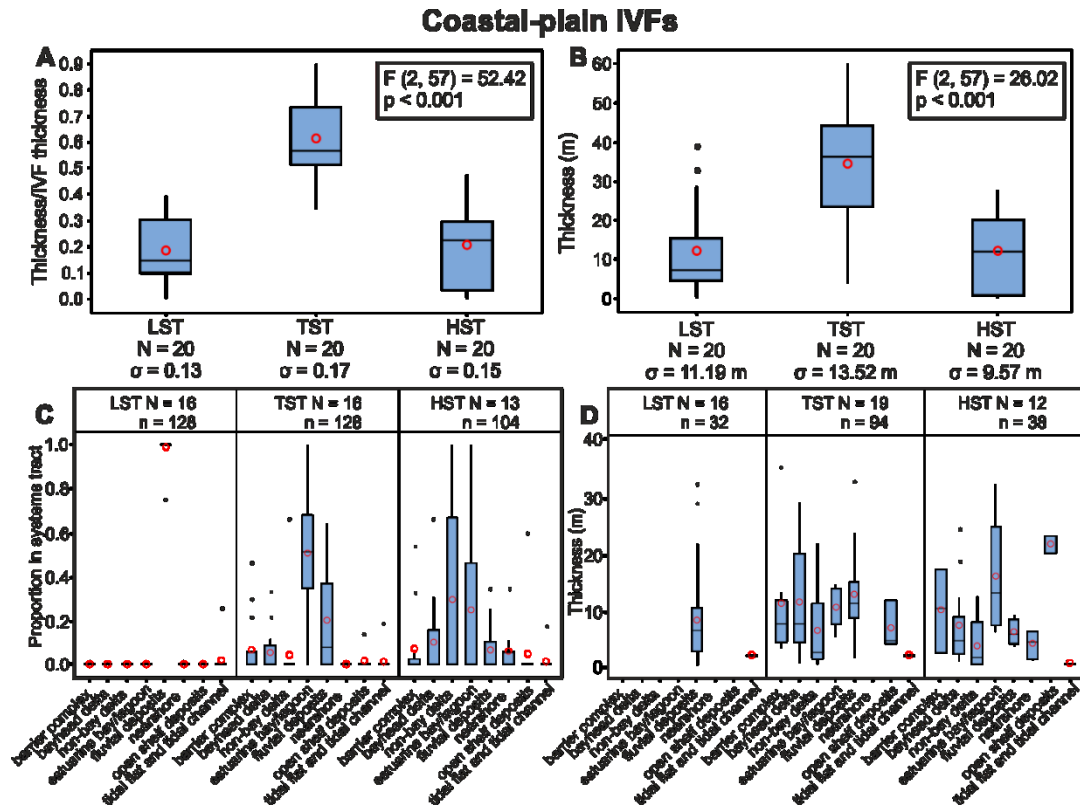 Coastal-plain IVFs
A
Thickness/IVF thickness
0.9
0.8
0.7
0.6
0.5
0.4
0.3
0.2
0.1
0.0
F (2, 57) = 52.42
p < 0.001
LST
TST
HST
N = 20
N = 20
N = 20
σ = 0.13
σ = 0.17
σ = 0.15
B
Thickness (m)
60
50
40
30
20
10
0
F (2, 57) = 26.02
p < 0.001
LST
TST
HST
N = 20
N = 20
N = 20
σ = 11.19 m
σ = 13.52 m
σ = 9.57 m
C
LST N = 16
n = 128
TST N = 16
n = 128
HST N = 13
n = 104
Proportion in systems tract
1.0
0.8
0.6
0.4
0.2
0.0
barrier complex
bayhead delta
non-bay delta
estuarine bay/lagoon
fluvial deposits
nearshore
open shelf deposits
tidal flat and tidal channel
barrier complex
bayhead delta
non-bay delta
estuarine bay/lagoon
fluvial deposits
nearshore
open shelf deposits
tidal flat and tidal channel
barrier complex
bayhead delta
non-bay delta
estuarine bay/lagoon
fluvial deposits
nearshore
open shelf deposits
tidal flat and tidal channel
D
LST N = 16
n = 32
TST N = 19
n = 94
HST N = 12
n = 38
Thickness (m)
40
30
20
10
0
barrier complex
bayhead delta
non-bay delta
estuarine bay/lagoon
fluvial deposits
nearshore
open shelf deposits
tidal flat and tidal channel
barrier complex
bayhead delta
non-bay delta
estuarine bay/lagoon
fluvial deposits
nearshore
open shelf deposits
tidal flat and tidal channel
barrier complex
bayhead delta
non-bay delta
estuarine bay/lagoon
fluvial deposits
nearshore
open shelf deposits
tidal flat and tidal channel